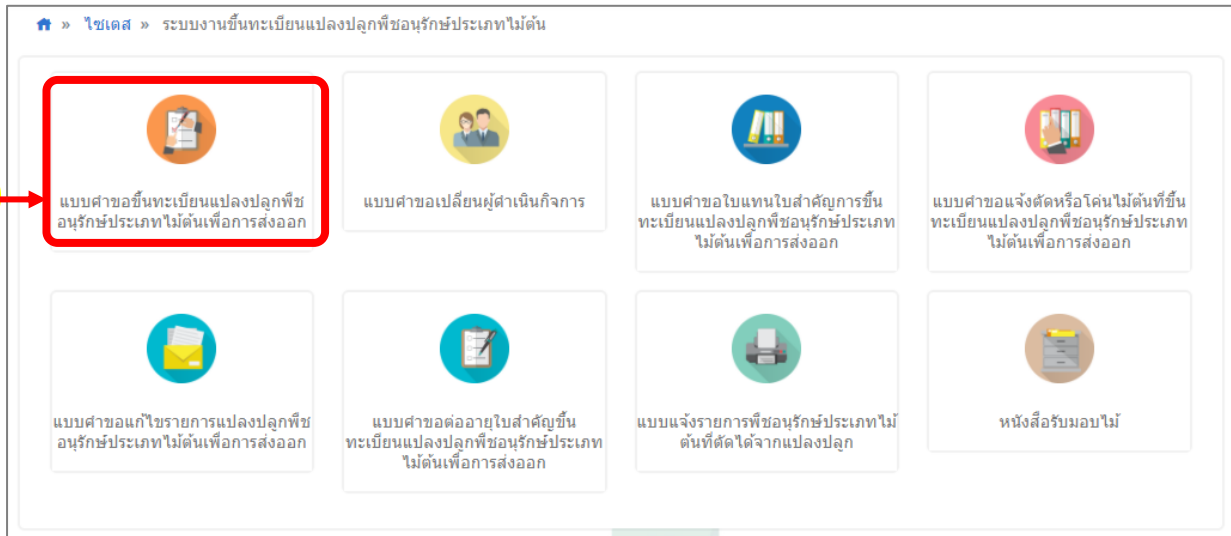 » ไซเตส » ระบบงานขึ้นทะเบียนแปลงปลูกพืชอนุรักษ์ประเภทไม้ต้น
แบบคำขอขึ้นทะเบียนแปลงปลูกพืช
อนุรักษ์ประเภทไม้ต้นเพื่อการส่งออก
แบบคำขอเปลี่ยนผู้ดำเนินกิจการ
แบบคำขอใบแทนใบสำคัญการขึ้น
ทะเบียนแปลงปลูกพืชอนุรักษ์ประเภท
ไม้ต้นเพื่อการส่งออก
แบบคำขอแจ้งตัดหรือโค่นไม้ต้นที่ขึ้น
ทะเบียนแปลงปลูกพืชอนุรักษ์ประเภท
ไม้ต้นเพื่อการส่งออก
แบบคำขอแก้ไขรายการแปลงปลูกพืช
อนุรักษ์ประเภทไม้ต้นเพื่อการส่งออก
แบบคำขอต่ออายุใบสำคัญขึ้น
ทะเบียนแปลงปลูกพืชอนุรักษ์ประเภท
ไม้ต้นเพื่อการส่งออก
แบบแจ้งรายการพืชอนุรักษ์ประเภทไม้
ต้นที่ตัดได้จากแปลงปลูก
หนังสือรับมอบไม้